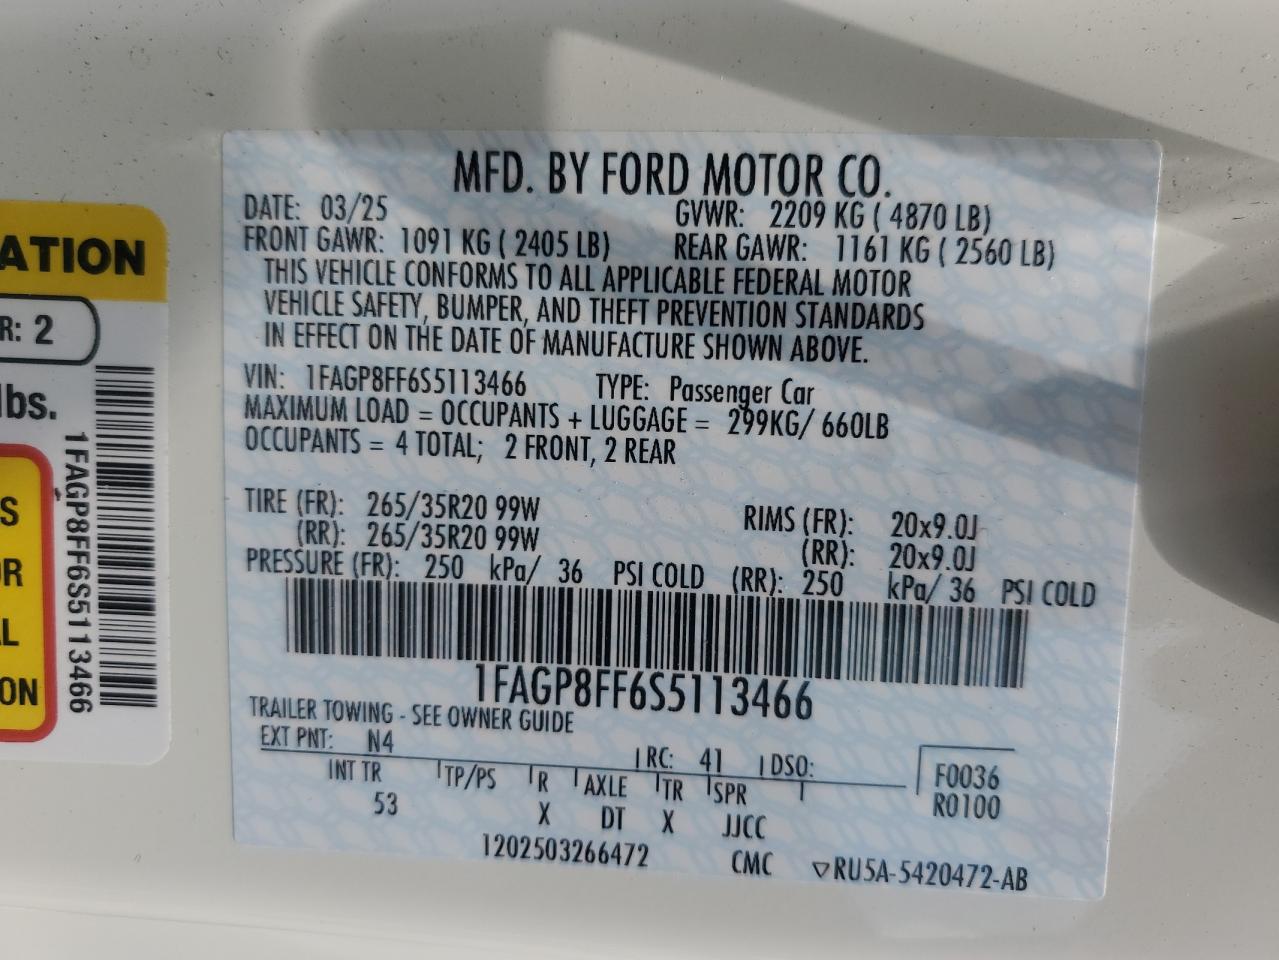 ATION
R: 2
lbs.
S
OR
AL
ON
1FAGP8FF6S5113466
MFD. BY FORD MOTOR CO.
DATE: 03/25 GVWR: 2209 KG ( 4870 LB)
FRONT GAWR: 1091 KG ( 2405 LB) REAR GAWR: 1161 KG ( 2560 LB)
THIS VEHICLE CONFORMS TO ALL APPLICABLE FEDERAL MOTOR
VEHICLE SAFETY, BUMPER, AND THEFT PREVENTION STANDARDS
IN EFFECT ON THE DATE OF MANUFACTURE SHOWN ABOVE.
VIN: 1FAGP8FF6S5113466 TYPE: Passenger Car
MAXIMUM LOAD = OCCUPANTS + LUGGAGE = 299KG/ 660LB
OCCUPANTS = 4 TOTAL; 2 FRONT, 2 REAR
TIRE (FR): 265/35R20 99W RIMS (FR): 20x9.0J
(RR): 265/35R20 99W (RR): 20x9.0J
PRESSURE (FR): 250 kPa/ 36 PSI COLD (RR): 250 kPa/ 36 PSI COLD
1FAGP8FF6S5113466
TRAILER TOWING - SEE OWNER GUIDE
EXT PNT: N4 RC: 41 DSO:
INT TR TP/PS R AXLE TR SPR F0036
53 X DT X JJCC R0100
1202503266472 CMC ▽RU5A-5420472-AB